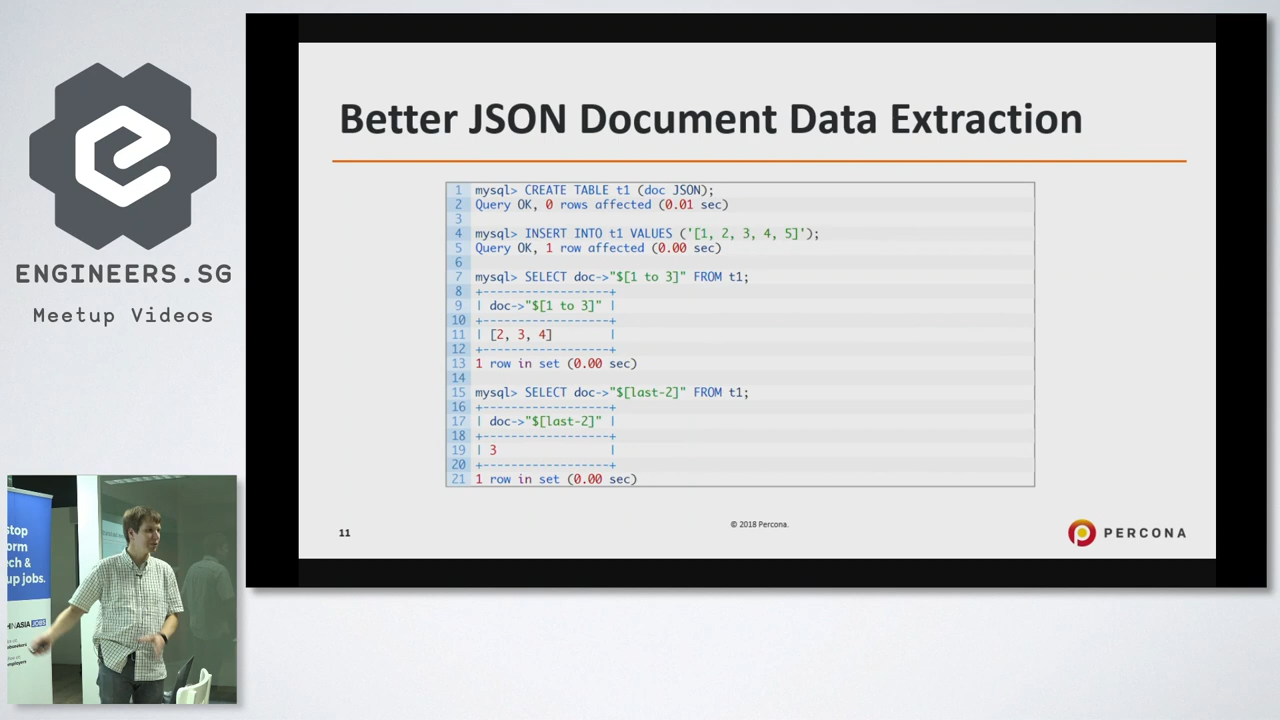 ENGINEERS.SG
Meetup Videos
Better JSON Document Data Extraction
1 mysql> CREATE TABLE t1 (doc JSON);
2 Query OK, 0 rows affected (0.01 sec)
3
4 mysql> INSERT INTO t1 VALUES ('[1, 2, 3, 4, 5]');
5 Query OK, 1 row affected (0.00 sec)
6
7 mysql> SELECT doc->"$[1 to 3]" FROM t1;
8 +------------------+
9 | doc->"$[1 to 3]" |
10 +------------------+
11 | [2, 3, 4]        |
12 +------------------+
13 1 row in set (0.00 sec)
14
15 mysql> SELECT doc->"$[last-2]" FROM t1;
16 +------------------+
17 | doc->"$[last-2]" |
18 +------------------+
19 | 3                |
20 +------------------+
21 1 row in set (0.00 sec)
11
© 2018 Percona.
PERCONA
stop
orm
ech &
up jobs.
ASIA JOBS